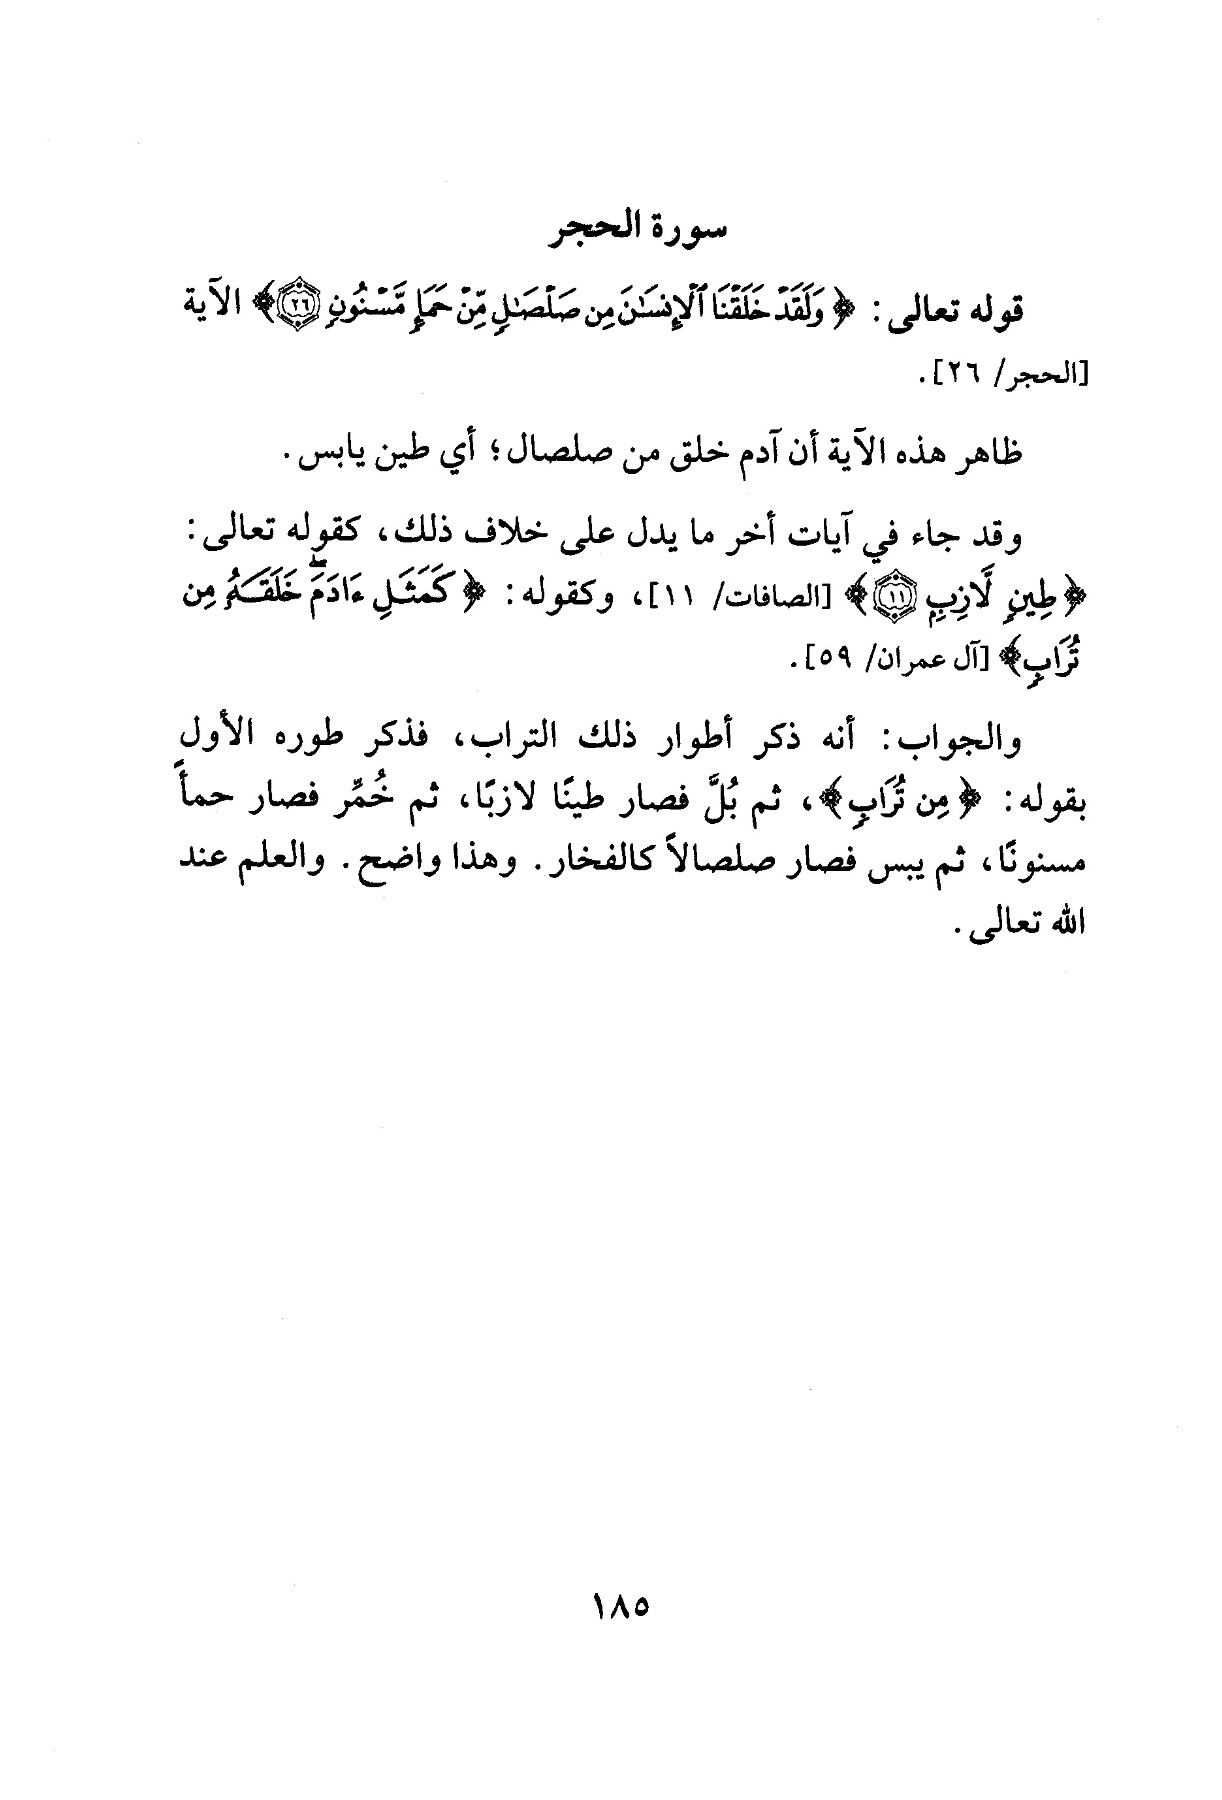 سورة الحجر
قوله تعالى: ﴿وَلَقَدۡ خَلَقۡنَا ٱلۡإِنسَٰنَ مِن صَلۡصَٰلٖ مِّنۡ حَمَإٖ مَّسۡنُونٖ ٢٦﴾ الآية
[الحجر/ ٢٦].
ظاهر هذه الآية أن آدم خلق من صلصال؛ أي طين يابس.
وقد جاء في آيات أخر ما يدل على خلاف ذلك، كقوله تعالى:
﴿طِينٖ لَّازِبِۭ ١١﴾ [الصافات/ ١١]، وكقوله: ﴿كَمَثَلِ ءَادَمَۖ خَلَقَهُۥ مِن
تُرَابٖ﴾ [آل عمران/ ٥٩].
والجواب: أنه ذكر أطوار ذلك التراب، فذكر طوره الأول
بقوله: ﴿مِن تُرَابٖ﴾، ثم بُلَّ فصار طينًا لازبًا، ثم خُمِّر فصار حمأً
مسنونًا، ثم يبس فصار صلصالاً كالفخار. وهذا واضح. والعلم عند
الله تعالى.
١٨٥